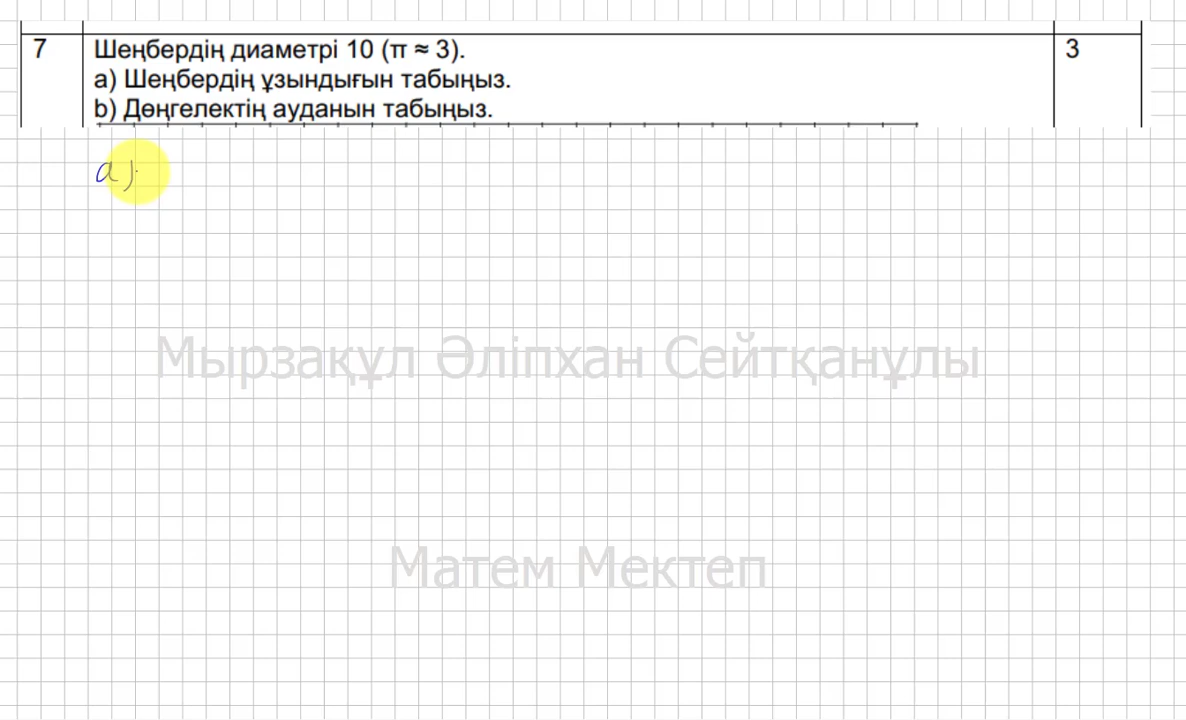 7
Шеңбердің диаметрі 10 (π ≈ 3).
3
a) Шеңбердің ұзындығын табыңыз.
b) Дөңгелектің ауданын табыңыз.
a)
Мырзақұл Әліпхан Сейтқанұлы
Матем Мектеп